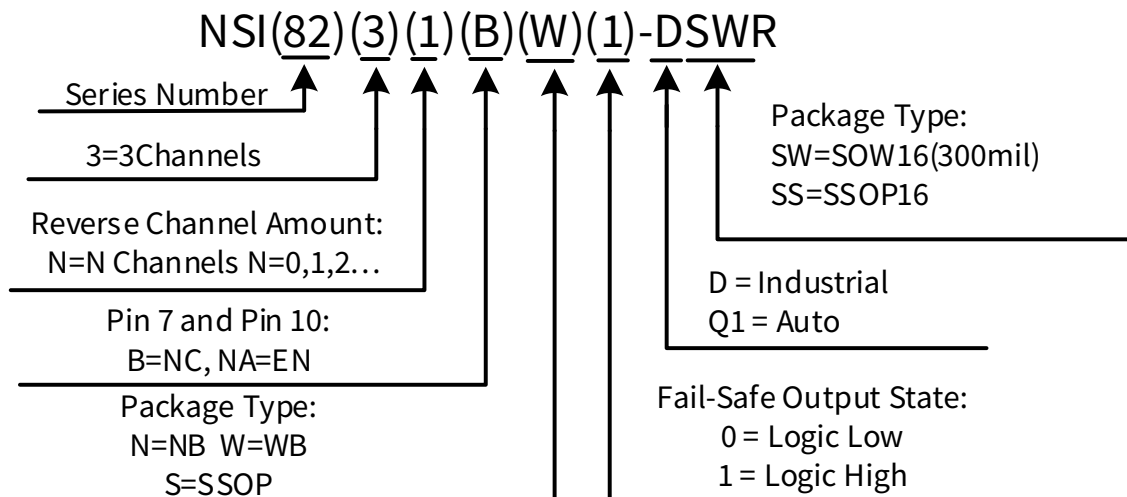 NSI(82)(3)(1)(B)(W)(1)-DSWR
Series Number
3=3Channels
Reverse Channel Amount:
N=N Channels N=0,1,2…
Pin 7 and Pin 10:
B=NC, NA=EN
Package Type:
N=NB W=WB
S=SSOP
Package Type:
SW=SOW16(300mil)
SS=SSOP16
D = Industrial
Q1 = Auto
Fail-Safe Output State:
0 = Logic Low
1 = Logic High